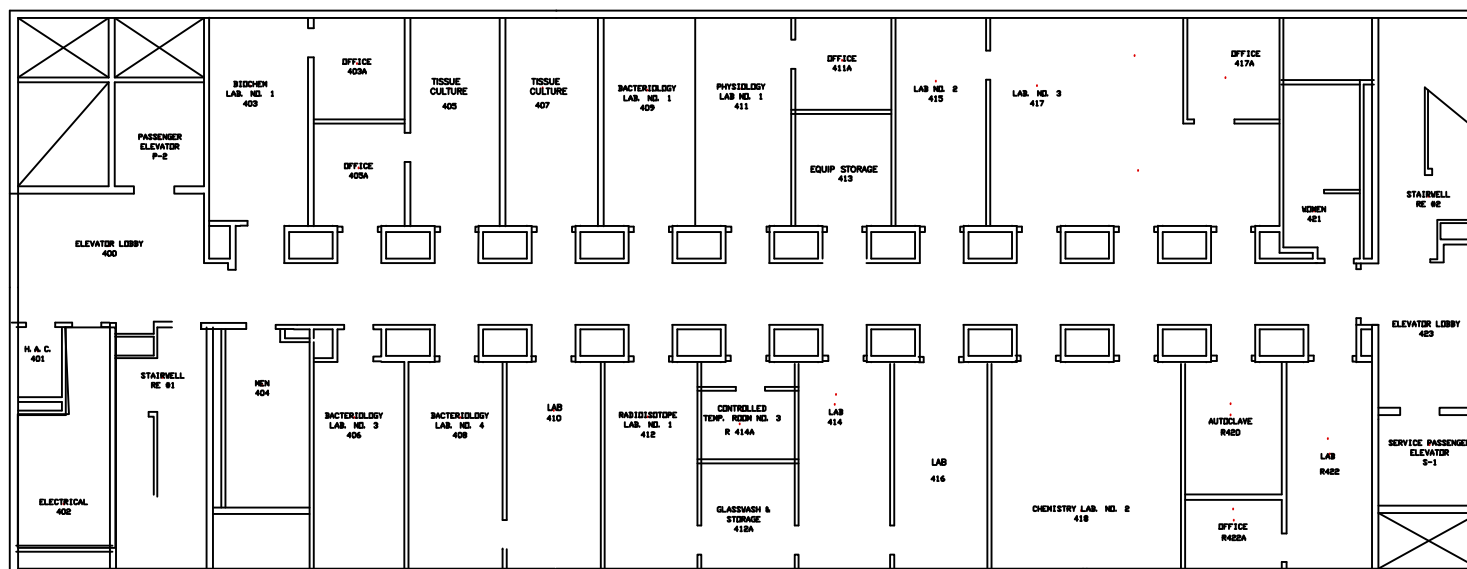 BIOCHEM
LAB. NO. 1
403
OFFICE
403A
TISSUE
CULTURE
405
TISSUE
CULTURE
407
BACTERIOLOGY
LAB. NO. 1
409
PHYSIOLOGY
LAB NO. 1
411
OFFICE
411A
LAB NO. 2
415
LAB. NO. 3
417
OFFICE
417A
PASSENGER
ELEVATOR
P-2
OFFICE
405A
EQUIP STORAGE
413
WOMEN
421
STAIRWELL
RE #2
ELEVATOR LOBBY
400
ELEVATOR LOBBY
423
H. A. C.
401
STAIRWELL
RE #1
MEN
404
BACTERIOLOGY
LAB. NO. 3
406
BACTERIOLOGY
LAB. NO. 4
408
LAB
410
RADIOISOTOPE
LAB. NO. 1
412
CONTROLLED
TEMP. ROOM NO. 3
R 414A
LAB
414
LAB
416
AUTOCLAVE
R420
LAB
R422
SERVICE PASSENGER
ELEVATOR
S-1
ELECTRICAL
402
GLASSWASH &
STORAGE
412A
CHEMISTRY LAB. NO. 2
418
OFFICE
R422A